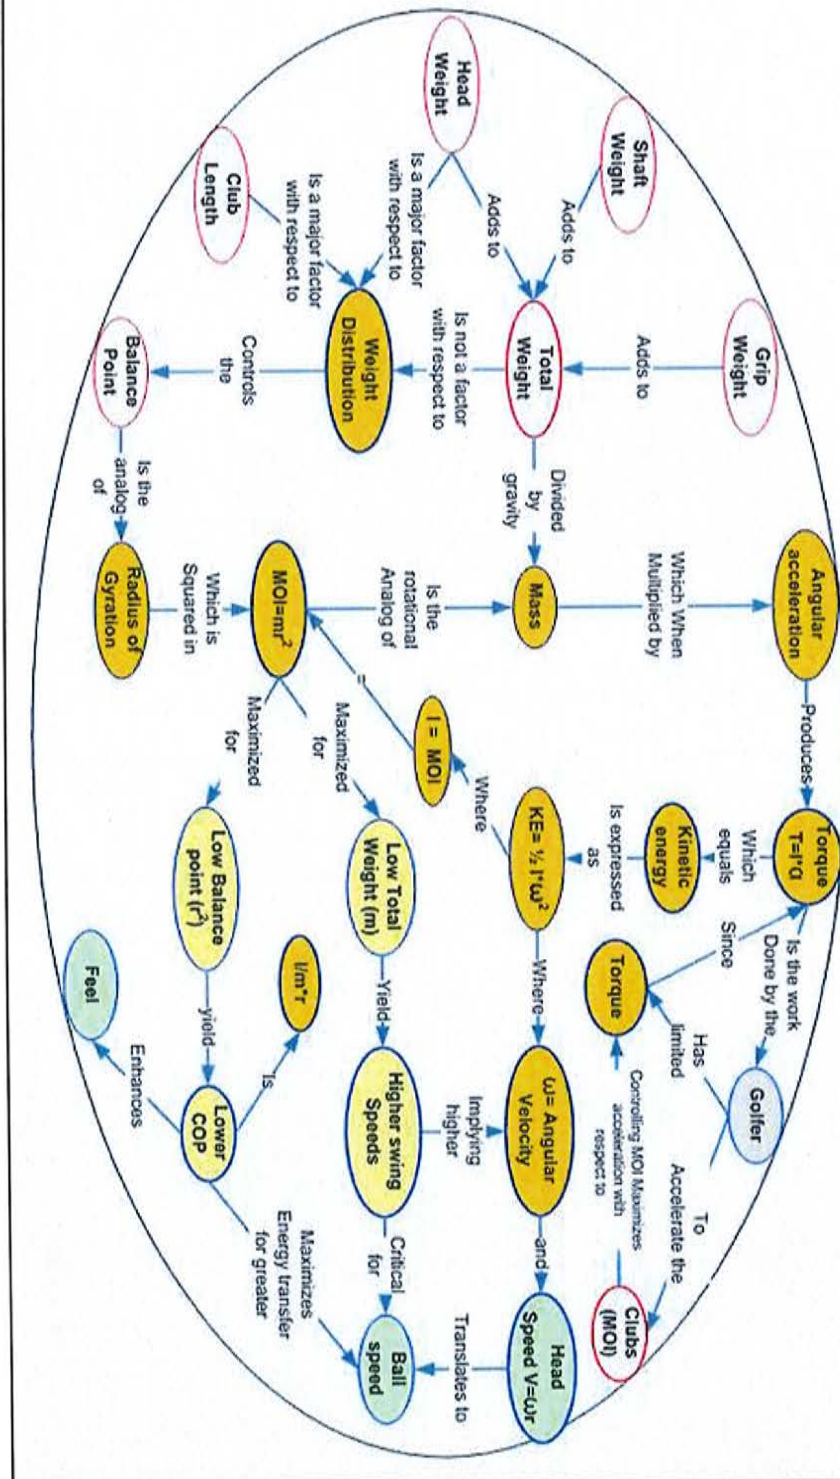 Grip
Weight
Shaft
Weight
Head
Weight
Club
Length
Adds to
Adds to
Adds to
Is a major factor
with respect to
Is a major factor
with respect to
Total
Weight
Is not a factor
with respect to
Weight
Distribution
Controls
the
Balance
Point
Divided
by
gravity
Is the
analog
of
Angular
acceleration
Which When
Multiplied by
Mass
Is the
rotational
Analog of
MOI=mr²
Which is
Squared in
Radius of
Gyration
Produces
=
I = MOI
Maximized
for
Maximized
for
Torque
T=I*α
Which
equals
Kinetic
energy
Is expressed
as
KE= ½ I*ω²
Where
Low Total
Weight (m)
Low Balance
point (r²)
Is the work
Done by the
Since
Torque
Where
Yield
yield
I/m*r
Feel
Golfer
Has
limited
Controlling MOI Maximizes
acceleration with
respect to
ω= Angular
Velocity
Implying
higher
Higher swing
Speeds
Is
Lower
COP
Enhances
To
Accelerate the
and
Critical
for
Maximizes
Energy transfer
for greater
Clubs
(MOI)
Head
Speed V=ωr
Translates to
Ball
speed